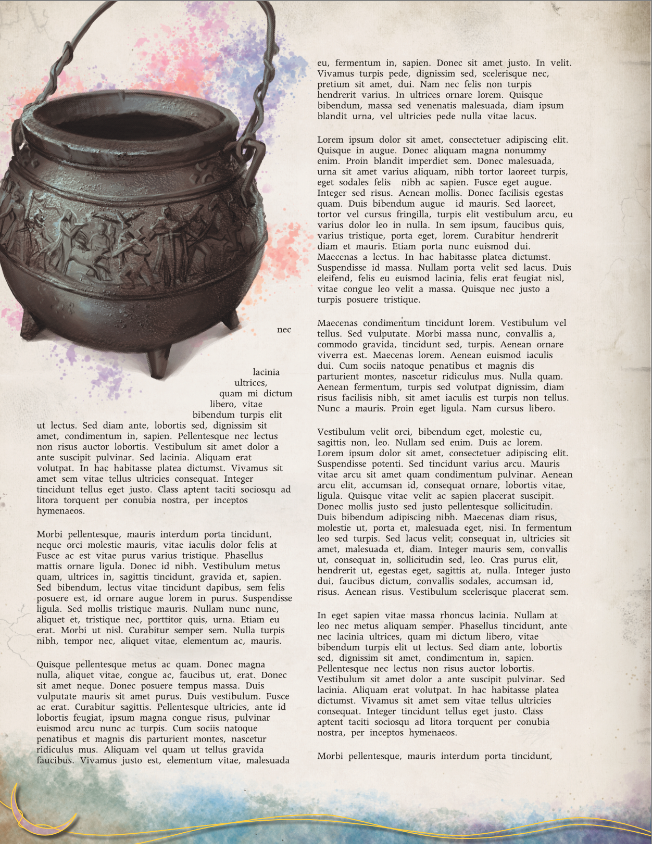 nec
lacinia
ultrices,
quam mi dictum
libero, vitae
bibendum turpis elit
ut lectus. Sed diam ante, lobortis sed, dignissim sit
amet, condimentum in, sapien. Pellentesque nec lectus
non risus auctor lobortis. Vestibulum sit amet dolor a
ante suscipit pulvinar. Sed lacinia. Aliquam erat
volutpat. In hac habitasse platea dictumst. Vivamus sit
amet sem vitae tellus ultricies consequat. Integer
tincidunt tellus eget justo. Class aptent taciti sociosqu ad
litora torquent per conubia nostra, per inceptos
hymenaeos.
Morbi pellentesque, mauris interdum porta tincidunt,
neque orci molestie mauris, vitae iaculis dolor felis at
Fusce ac est vitae purus varius tristique. Phasellus
mattis ornare ligula. Donec id nibh. Vestibulum metus
quam, ultrices in, sagittis tincidunt, gravida et, sapien.
Sed bibendum, lectus vitae tincidunt dapibus, sem felis
posuere est, id ornare augue lorem in purus. Suspendisse
ligula. Sed mollis tristique mauris. Nullam nunc nunc,
aliquet et, tristique nec, porttitor quis, urna. Etiam eu
erat. Morbi ut nisl. Curabitur semper sem. Nulla turpis
nibh, tempor nec, aliquet vitae, elementum ac, mauris.
Quisque pellentesque metus ac quam. Donec magna
nulla, aliquet vitae, congue ac, faucibus ut, erat. Donec
sit amet neque. Donec posuere tempus massa. Duis
vulputate mauris sit amet purus. Duis vestibulum. Fusce
ac erat. Curabitur sagittis. Pellentesque ultricies, ante id
lobortis feugiat, ipsum magna congue risus, pulvinar
euismod arcu nunc ac turpis. Cum sociis natoque
penatibus et magnis dis parturient montes, nascetur
ridiculus mus. Aliquam vel quam ut tellus gravida
faucibus. Vivamus justo est, elementum vitae, malesuada
eu, fermentum in, sapien. Donec sit amet justo. In velit.
Vivamus turpis pede, dignissim sed, scelerisque nec,
pretium sit amet, dui. Nam nec felis non turpis
hendrerit varius. In ultrices ornare lorem. Quisque
bibendum, massa sed venenatis malesuada, diam ipsum
blandit urna, vel ultricies pede nulla vitae lacus.
Lorem ipsum dolor sit amet, consectetuer adipiscing elit.
Quisque in augue. Donec aliquam magna nonummy
enim. Proin blandit imperdiet sem. Donec malesuada,
urna sit amet varius aliquam, nibh tortor laoreet turpis,
eget sodales felis nibh ac sapien. Fusce eget augue.
Integer sed risus. Aenean mollis. Donec facilisis egestas
quam. Duis bibendum augue id mauris. Sed laoreet,
tortor vel cursus fringilla, turpis elit vestibulum arcu, eu
varius dolor leo in nulla. In sem ipsum, faucibus quis,
varius tristique, porta eget, lorem. Curabitur hendrerit
diam et mauris. Etiam porta nunc euismod dui.
Maecenas a lectus. In hac habitasse platea dictumst.
Suspendisse id massa. Nullam porta velit sed lacus. Duis
eleifend, felis eu euismod lacinia, felis erat feugiat nisl,
vitae congue leo velit a massa. Quisque nec justo a
turpis posuere tristique.
Maecenas condimentum tincidunt lorem. Vestibulum vel
tellus. Sed vulputate. Morbi massa nunc, convallis a,
commodo gravida, tincidunt sed, turpis. Aenean ornare
viverra est. Maecenas lorem. Aenean euismod iaculis
dui. Cum sociis natoque penatibus et magnis dis
parturient montes, nascetur ridiculus mus. Nulla quam.
Aenean fermentum, turpis sed volutpat dignissim, diam
risus facilisis nibh, sit amet iaculis est turpis non tellus.
Nunc a mauris. Proin eget ligula. Nam cursus libero.
Vestibulum velit orci, bibendum eget, molestie eu,
sagittis non, leo. Nullam sed enim. Duis ac lorem.
Lorem ipsum dolor sit amet, consectetuer adipiscing elit.
Suspendisse potenti. Sed tincidunt varius arcu. Mauris
vitae arcu sit amet quam condimentum pulvinar. Aenean
arcu elit, accumsan id, consequat ornare, lobortis vitae,
ligula. Quisque vitae velit ac sapien placerat suscipit.
Donec mollis justo sed justo pellentesque sollicitudin.
Duis bibendum adipiscing nibh. Maecenas diam risus,
molestie ut, porta et, malesuada eget, nisi. In fermentum
leo sed turpis. Sed lacus velit, consequat in, ultricies sit
amet, malesuada et, diam. Integer mauris sem, convallis
ut, consequat in, sollicitudin sed, leo. Cras purus elit,
hendrerit ut, egestas eget, sagittis at, nulla. Integer justo
dui, faucibus dictum, convallis sodales, accumsan id,
risus. Aenean risus. Vestibulum scelerisque placerat sem.
In eget sapien vitae massa rhoncus lacinia. Nullam at
leo nec metus aliquam semper. Phasellus tincidunt, ante
nec lacinia ultrices, quam mi dictum libero, vitae
bibendum turpis elit ut lectus. Sed diam ante, lobortis
sed, dignissim sit amet, condimentum in, sapien.
Pellentesque nec lectus non risus auctor lobortis.
Vestibulum sit amet dolor a ante suscipit pulvinar. Sed
lacinia. Aliquam erat volutpat. In hac habitasse platea
dictumst. Vivamus sit amet sem vitae tellus ultricies
consequat. Integer tincidunt tellus eget justo. Class
aptent taciti sociosqu ad litora torquent per conubia
nostra, per inceptos hymenaeos.
Morbi pellentesque, mauris interdum porta tincidunt,